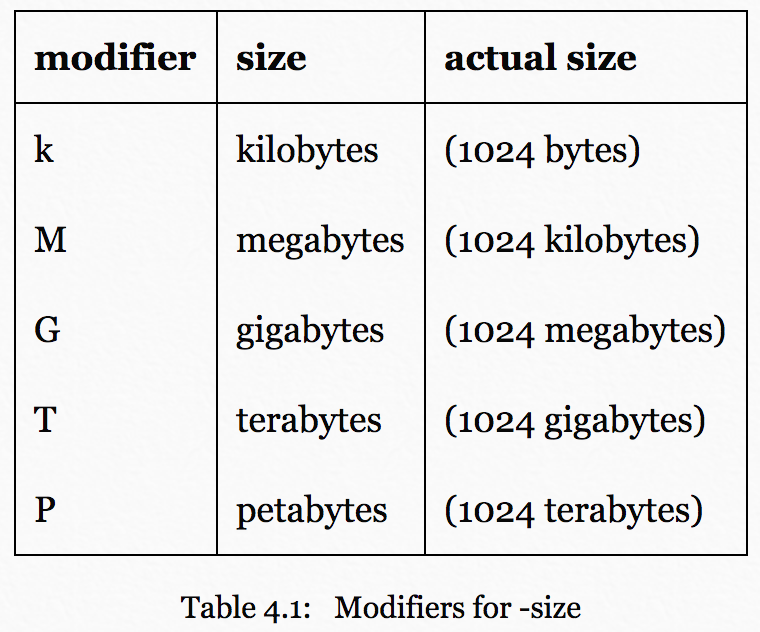 modifier size actual size
k kilobytes (1024 bytes)
M megabytes (1024 kilobytes)
G gigabytes (1024 megabytes)
T terabytes (1024 gigabytes)
P petabytes (1024 terabytes)
Table 4.1: Modifiers for -size